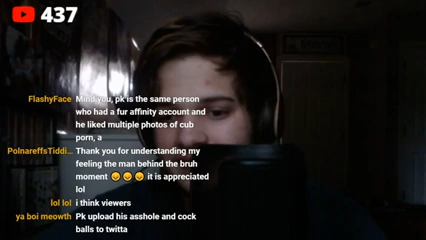 437
FlashyFace Mind you, pk is the same person
who had a fur affinity account and
he liked multiple photos of cub
porn, a
PolnareffsTiddi... Thank you for understanding my
feeling the man behind the bruh
moment 😔😔😔 it is appreciated
lol
lol lol i think viewers
ya boi meowth Pk upload his asshole and cock
balls to twitta